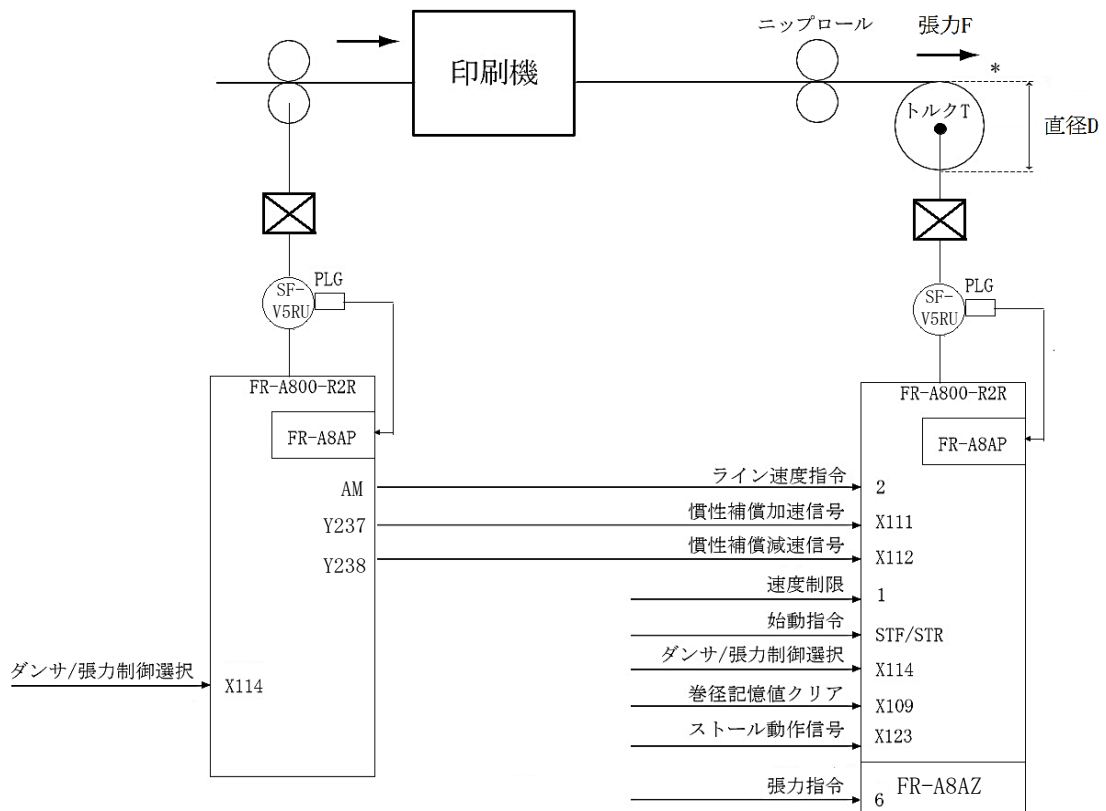 ニップロール
張力F
印刷機
*
トルクT
直径D
PLG
SF-
V5RU
PLG
SF-
V5RU
FR-A800-R2R
FR-A8AP
FR-A800-R2R
FR-A8AP
AM
ライン速度指令
2
Y237
慣性補償加速信号
X111
Y238
慣性補償減速信号
X112
速度制限
1
始動指令
STF/STR
ダンサ/張力制御選択
X114
ダンサ/張力制御選択
X114
巻径記憶値クリア
X109
ストール動作信号
X123
張力指令
6
FR-A8AZ